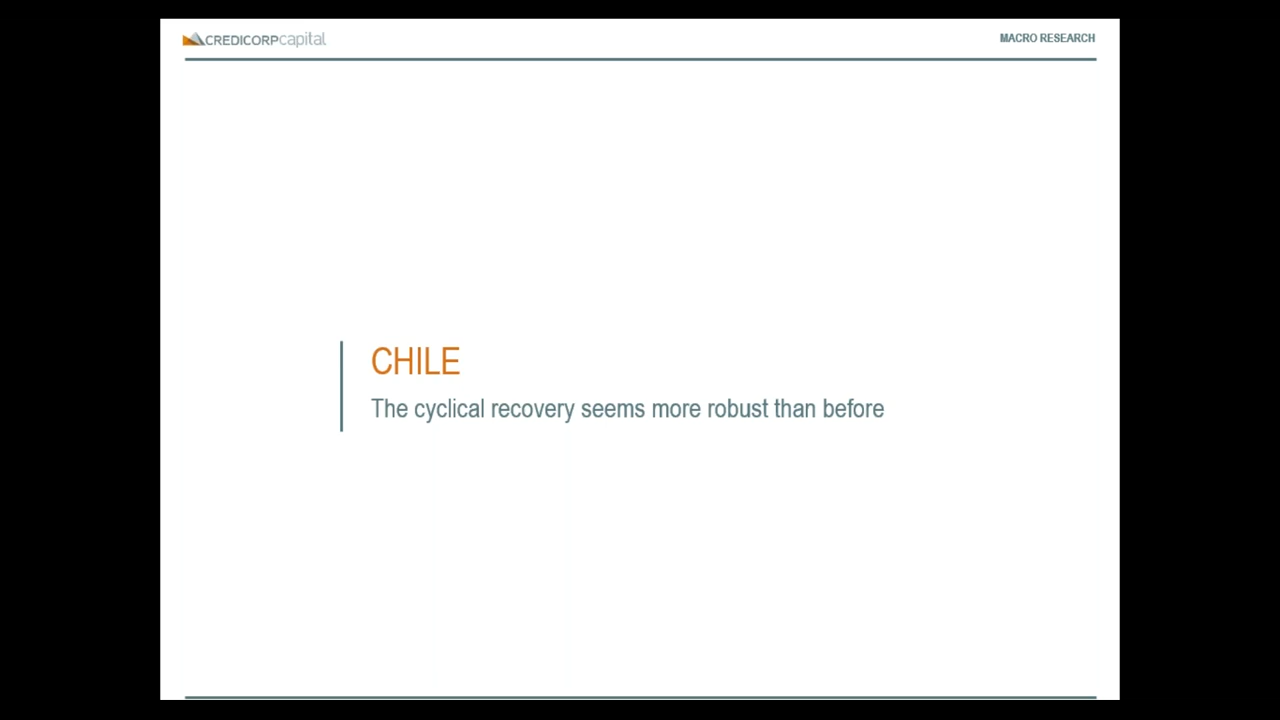 CREDICORPcapital
MACRO RESEARCH
CHILE
The cyclical recovery seems more robust than before